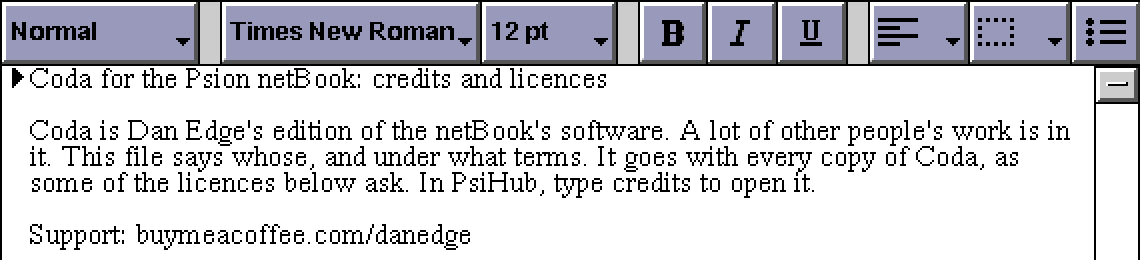 Normal Times New Roman 12 pt B I U
Coda for the Psion netBook: credits and licences
Coda is Dan Edge's edition of the netBook's software. A lot of other people's work is in
it. This file says whose, and under what terms. It goes with every copy of Coda, as
some of the licences below ask. In PsiHub, type credits to open it.
Support: buymeacoffee.com/danedge